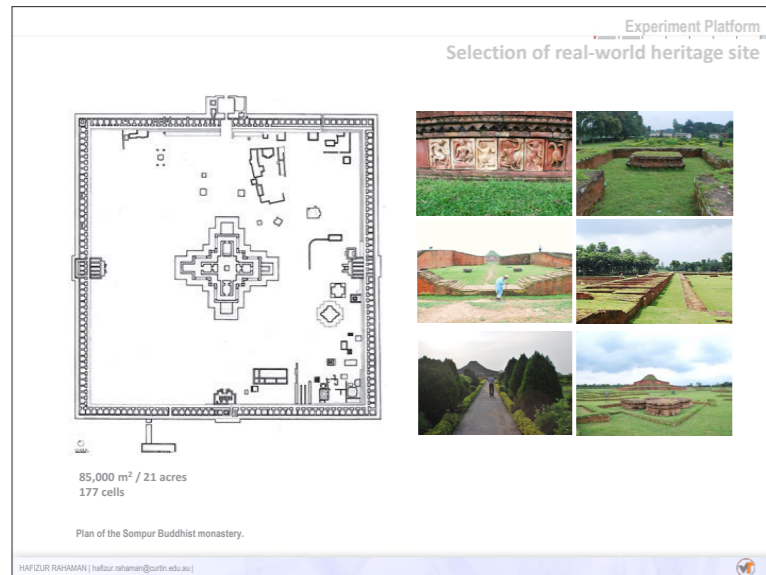 Experiment Platform
Selection of real-world heritage site
85,000 m² / 21 acres
177 cells
Plan of the Sompur Buddhist monastery.
HAFIZUR RAHAMAN | hafizur.rahaman@curtin.edu.au |